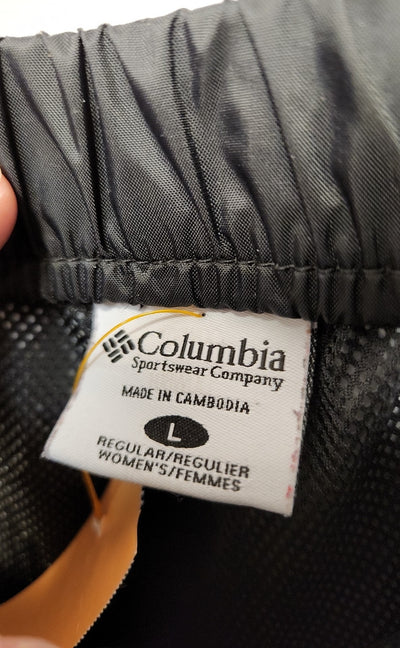 Columbia
Sportswear Company
MADE IN CAMBODIA
L
REGULAR/REGULIER
WOMEN'S/FEMMES